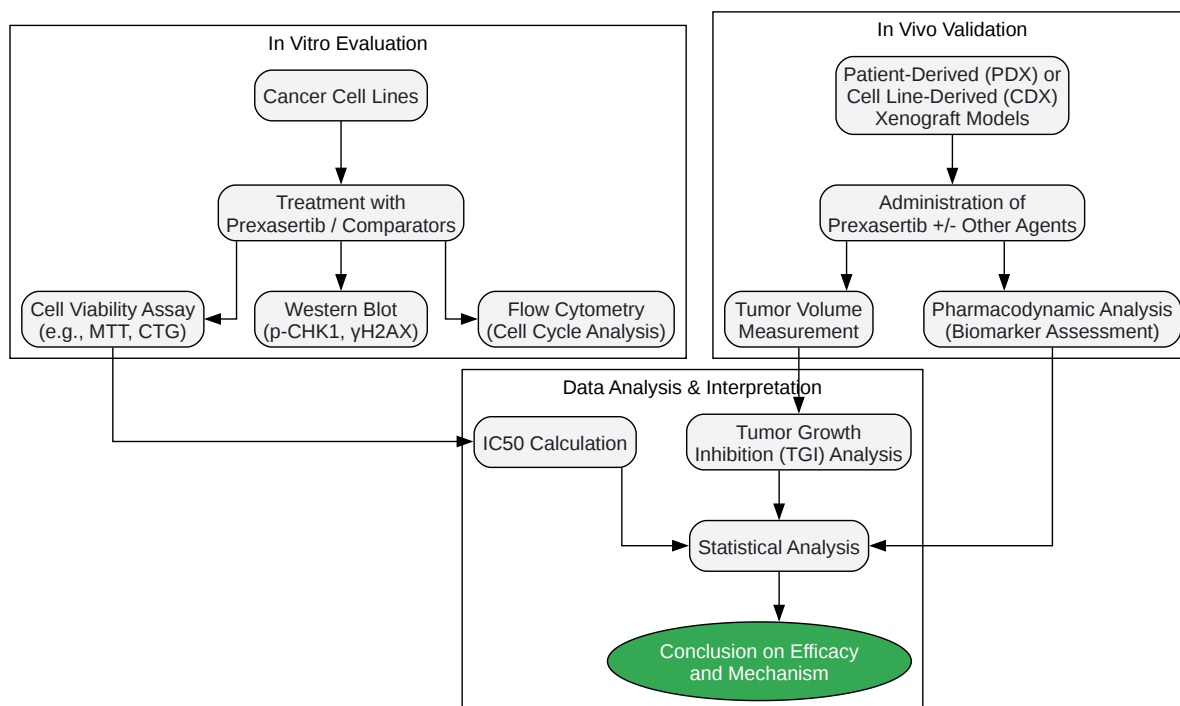 In Vitro Evaluation
Cancer Cell Lines
Treatment with
Prexasertib / Comparators
Cell Viability Assay
(e.g., MTT, CTG)
Western Blot
(p-CHK1, γH2AX)
Flow Cytometry
(Cell Cycle Analysis)
In Vivo Validation
Patient-Derived (PDX) or
Cell Line-Derived (CDX)
Xenograft Models
Administration of
Prexasertib +/- Other Agents
Tumor Volume
Measurement
Pharmacodynamic Analysis
(Biomarker Assessment)
Data Analysis & Interpretation
IC50 Calculation
Tumor Growth
Inhibition (TGI) Analysis
Statistical Analysis
Conclusion on Efficacy
and Mechanism